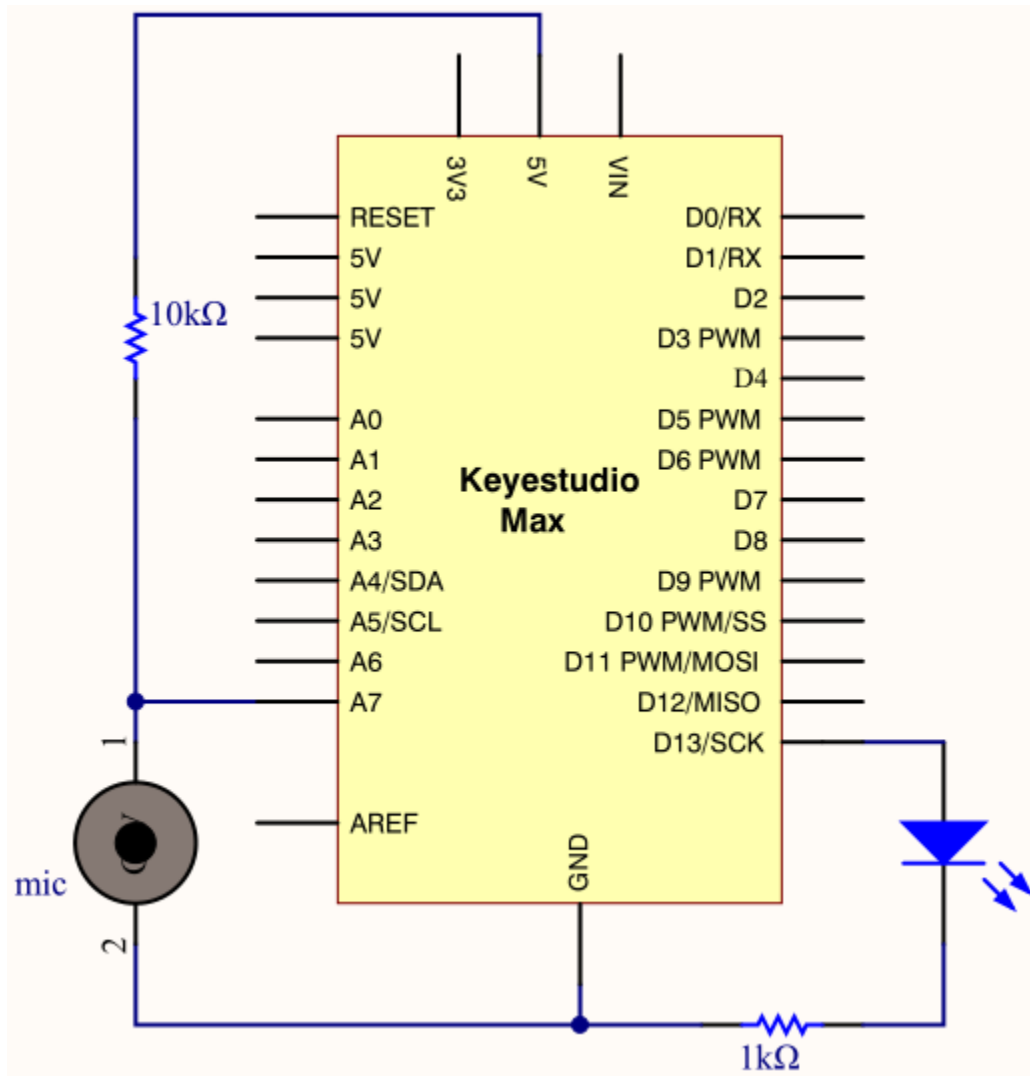 3V3
5V
VIN
RESET
5V
5V
5V
A0
A1
A2
A3
A4/SDA
A5/SCL
A6
A7
AREF
Keyestudio
Max
GND
D0/RX
D1/RX
D2
D3 PWM
D4
D5 PWM
D6 PWM
D7
D8
D9 PWM
D10 PWM/SS
D11 PWM/MOSI
D12/MISO
D13/SCK
10kΩ
1
mic
2
1kΩ